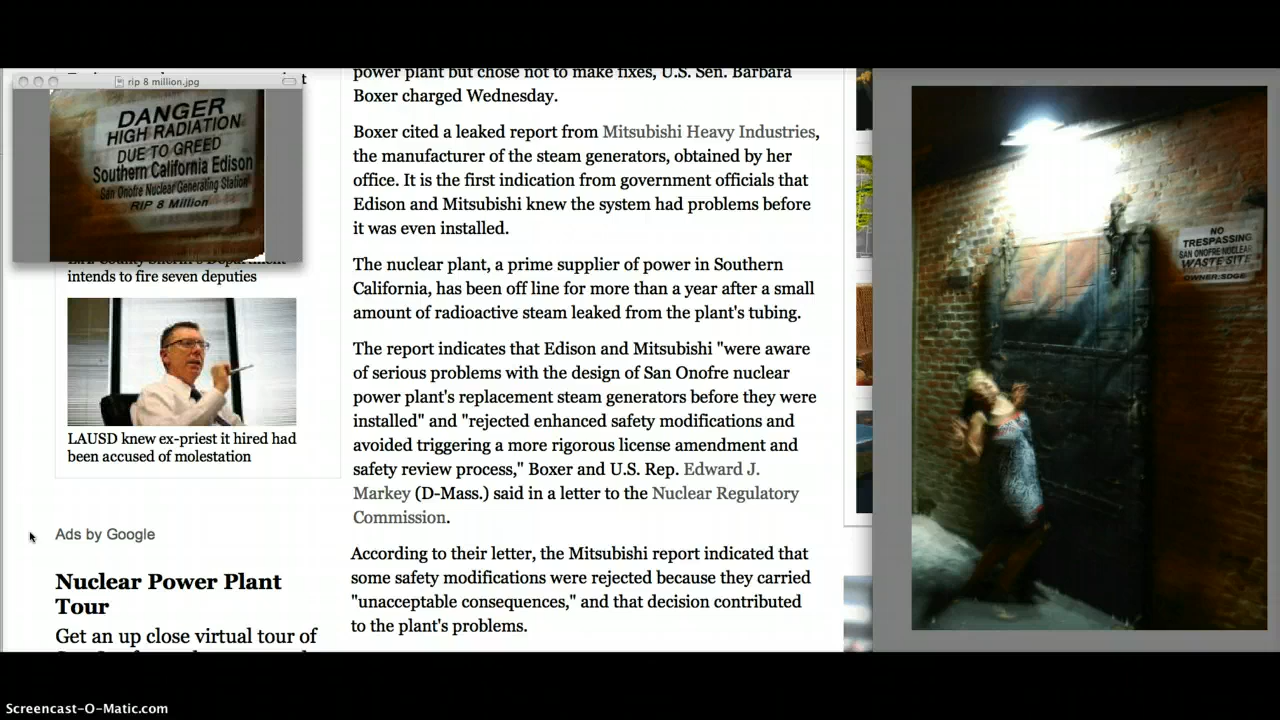 rip 8 million.jpg
DANGER
HIGH RADIATION
DUE TO GREED
Southern California Edison
San Onofre Nuclear Generating Station
RIP 8 Million
intends to fire seven deputies
LAUSD knew ex-priest it hired had
been accused of molestation
Ads by Google
Nuclear Power Plant
Tour
Get an up close virtual tour of
power plant but chose not to make fixes, U.S. Sen. Barbara
Boxer charged Wednesday.
Boxer cited a leaked report from Mitsubishi Heavy Industries,
the manufacturer of the steam generators, obtained by her
office. It is the first indication from government officials that
Edison and Mitsubishi knew the system had problems before
it was even installed.
The nuclear plant, a prime supplier of power in Southern
California, has been off line for more than a year after a small
amount of radioactive steam leaked from the plant's tubing.
The report indicates that Edison and Mitsubishi "were aware
of serious problems with the design of San Onofre nuclear
power plant's replacement steam generators before they were
installed" and "rejected enhanced safety modifications and
avoided triggering a more rigorous license amendment and
safety review process," Boxer and U.S. Rep. Edward J.
Markey (D-Mass.) said in a letter to the Nuclear Regulatory
Commission.
According to their letter, the Mitsubishi report indicated that
some safety modifications were rejected because they carried
"unacceptable consequences," and that decision contributed
to the plant's problems.
NO
TRESPASSING
SAN ONOFRE NUCLEAR
WASTE SITE
OWNER:SDGE
Screencast-O-Matic.com